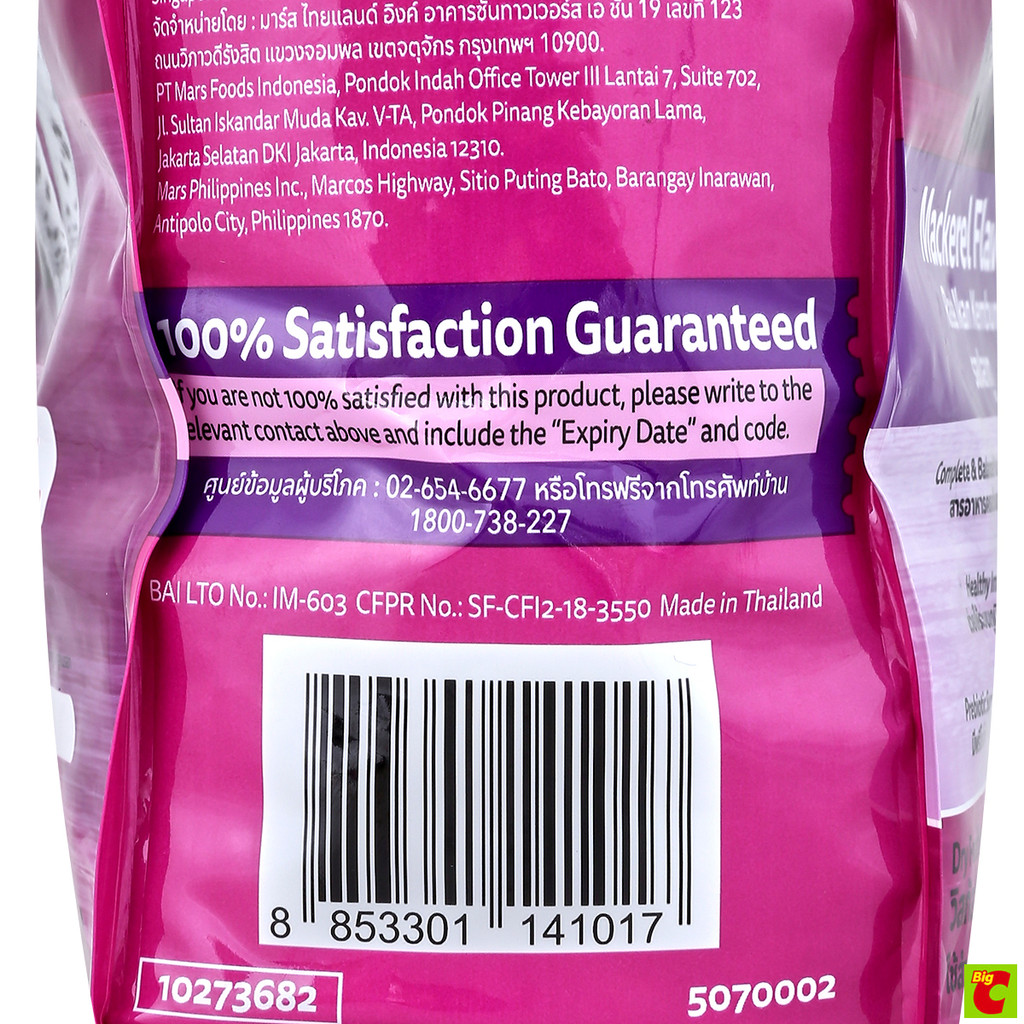 จัดจำหน่ายโดย : มาร์ส ไทยแลนด์ อิงค์ อาคารซันทาวเวอร์ส เอ ชั้น 19 เลขที่ 123
ถนนวิภาวดีรังสิต แขวงจอมพล เขตจตุจักร กรุงเทพฯ 10900.
PT Mars Foods Indonesia, Pondok Indah Office Tower III Lantai 7, Suite 702,
Jl. Sultan Iskandar Muda Kav. V-TA, Pondok Pinang Kebayoran Lama,
Jakarta Selatan DKI Jakarta, Indonesia 12310.
Mars Philippines Inc., Marcos Highway, Sitio Puting Bato, Barangay Inarawan,
Antipolo City, Philippines 1870.
100% Satisfaction Guaranteed
If you are not 100% satisfied with this product, please write to the
relevant contact above and include the “Expiry Date” and code.
ศูนย์ข้อมูลผู้บริโภค : 02-654-6677 หรือโทรฟรีจากโทรศัพท์บ้าน
1800-738-227
BAI LTO No.: IM-603 CFPR No.: SF-CFI2-18-3550 Made in Thailand
8 853301 141017
10273682
5070002
Mackerel
Complete &
Healthy
Big C